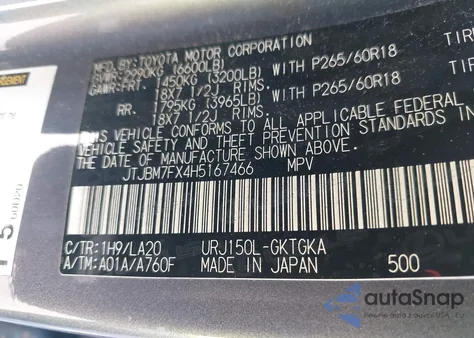 MFD. BY: TOYOTA MOTOR CORPORATION
GVWR: 2990KG (6600LB)
GAWR: FRT. 1450KG (3200LB) WITH P265/60R18 TIR
18X7 1/2J RIMS.
RR. 1795KG (3965LB) WITH P265/60R18 TIR
18X7 1/2J RIMS.
THIS VEHICLE CONFORMS TO ALL APPLICABLE FEDERAL
VEHICLE SAFETY AND THEFT PREVENTION STANDARDS IN
DATE OF MANUFACTURE SHOWN ABOVE.
JTJBM7FX4H5167466 MPV
C/TR: 1H9/LA20 URJ150L-GKTGKA
A/TM: A01A/A760F MADE IN JAPAN 500
autoSnap